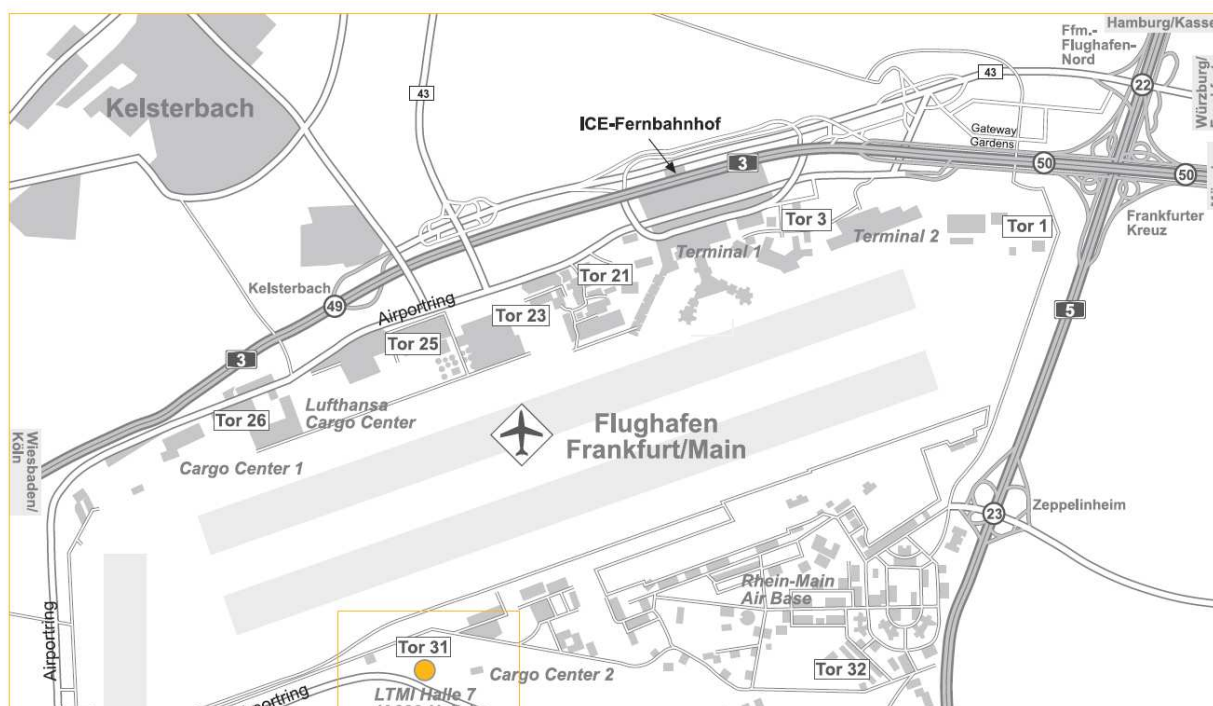 Hamburg/Kasse
Ffm.-
Flughafen-
Nord
43
22
Würzburg/
Kelsterbach
43
ICE-Fernbahnhof
Gateway
Gardens
3
50
50
Tor 3
Tor 1
Frankfurter
Kreuz
Terminal 1
Terminal 2
Kelsterbach
49
Airportring
Tor 21
Tor 23
5
Tor 25
3
Lufthansa
Cargo Center
Tor 26
Flughafen
Frankfurt/Main
Cargo Center 1
Wiesbaden/
Köln
23
Zeppelinheim
Rhein-Main
Air Base
Airportring
Tor 31
Cargo Center 2
Tor 32
LTMI Halle 7
portring